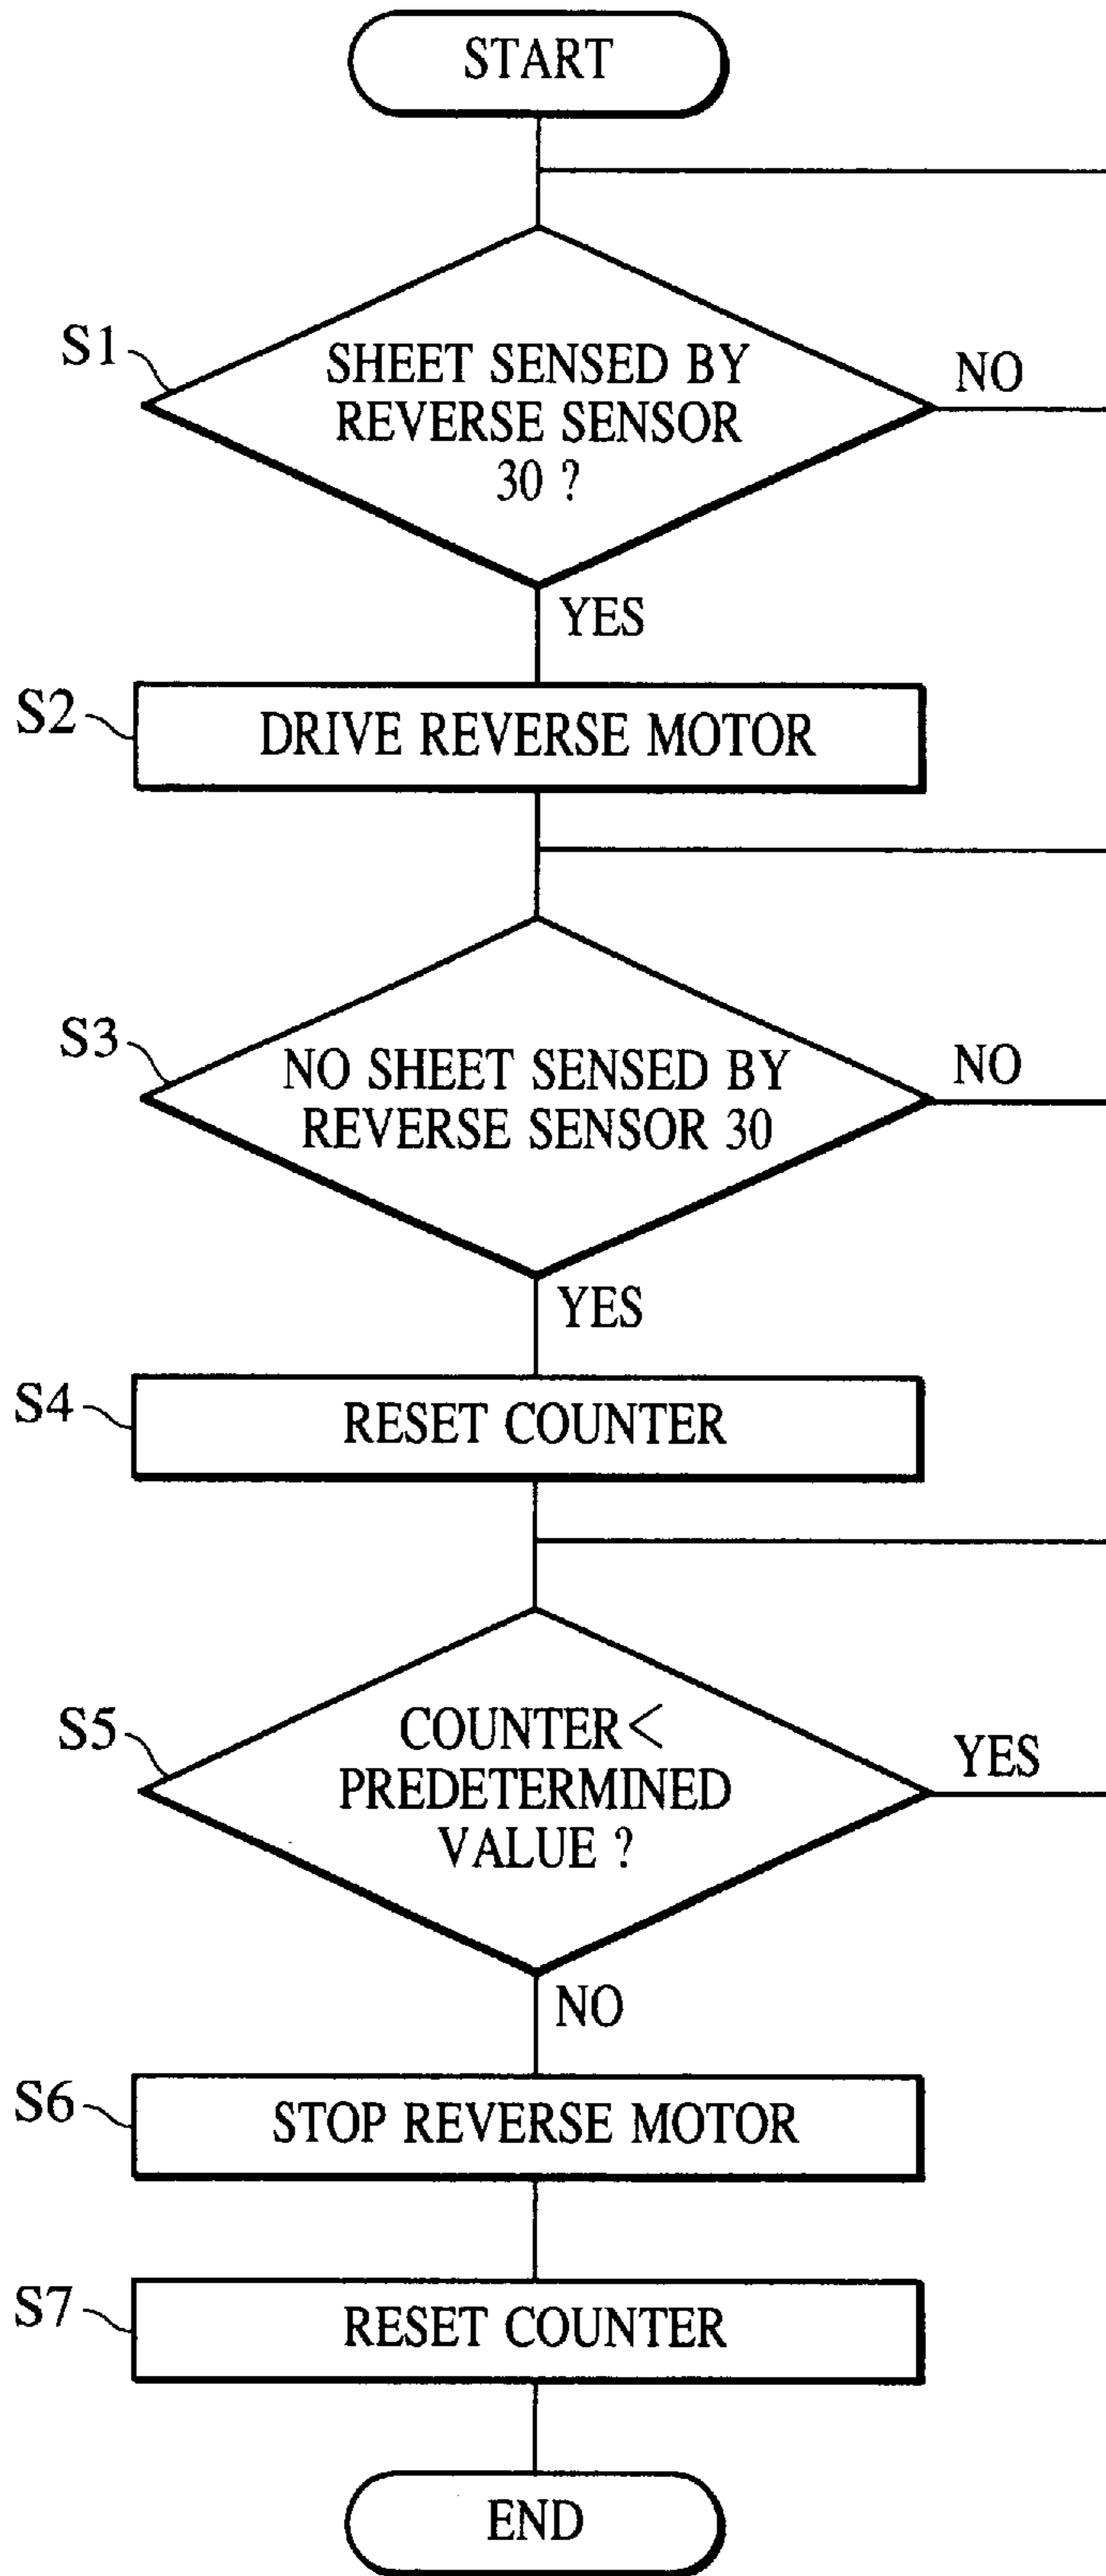 START
S1
SHEET SENSED BY
REVERSE SENSOR
30 ?
NO
YES
S2
DRIVE REVERSE MOTOR
S3
NO SHEET SENSED BY
REVERSE SENSOR 30
NO
YES
S4
RESET COUNTER
S5
COUNTER<
PREDETERMINED
VALUE ?
YES
NO
S6
STOP REVERSE MOTOR
S7
RESET COUNTER
END